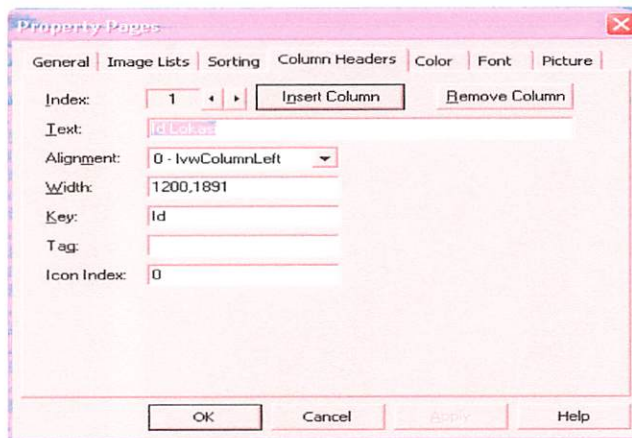 Property Pages
General Image Lists Sorting Column Headers Color Font Picture
Index: 1 Insert Column Remove Column
Text: Id Lokasi
Alignment: 0 - lvwColumnLeft
Width: 1200,1891
Key: Id
Tag:
Icon Index: 0
OK Cancel Apply Help